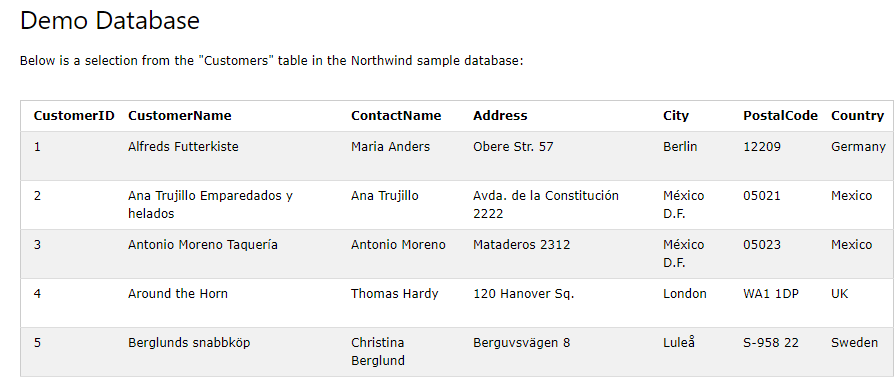 Demo Database
Below is a selection from the "Customers" table in the Northwind sample database:
CustomerID CustomerName ContactName Address City PostalCode Country
1 Alfreds Futterkiste Maria Anders Obere Str. 57 Berlin 12209 Germany
2 Ana Trujillo Emparedados y Ana Trujillo Avda. de la Constitución México 05021 Mexico
helados 2222 D.F.
3 Antonio Moreno Taquería Antonio Moreno Mataderos 2312 México 05023 Mexico
D.F.
4 Around the Horn Thomas Hardy 120 Hanover Sq. London WA1 1DP UK
5 Berglunds snabbköp Christina Berguvsvägen 8 Luleå S-958 22 Sweden
Berglund